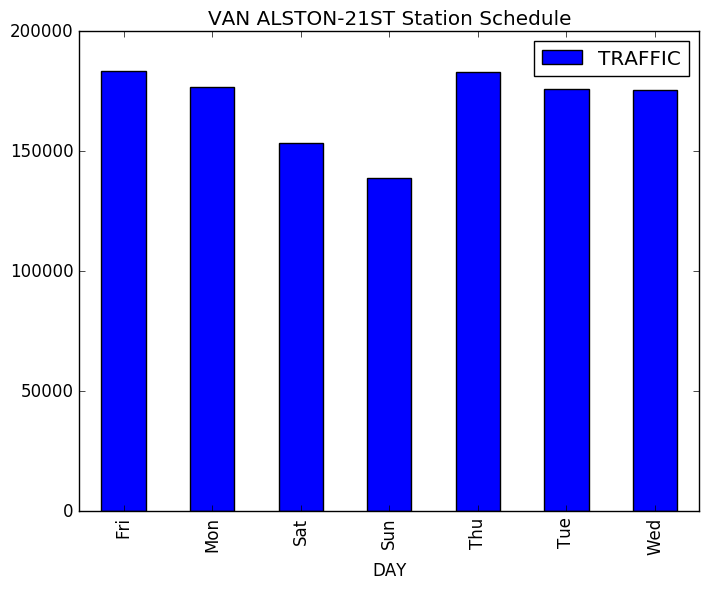 VAN ALSTON-21ST Station Schedule
TRAFFIC
200000
150000
100000
50000
0
Fri
Mon
Sat
Sun
Thu
Tue
Wed
DAY